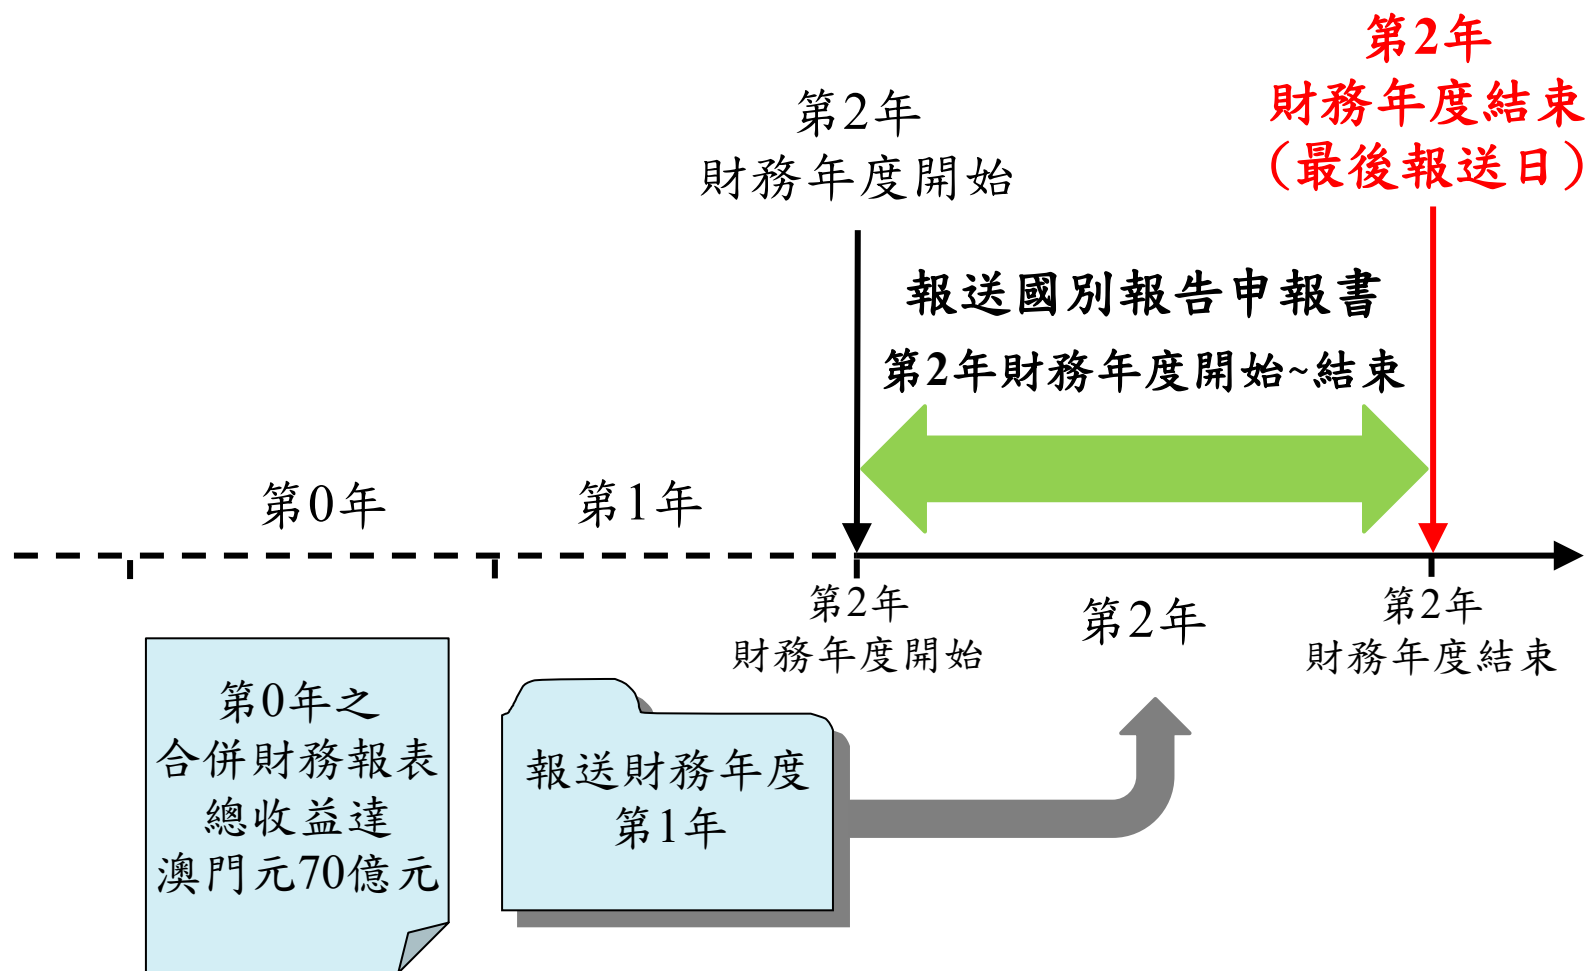 第2年
財務年度結束
(最後報送日)
第2年
財務年度開始
報送國別報告申報書
第2年財務年度開始~結束
第0年
第1年
第2年
財務年度開始
第2年
第2年
財務年度結束
第0年之
合併財務報表
總收益達
澳門元70億元
報送財務年度
第1年